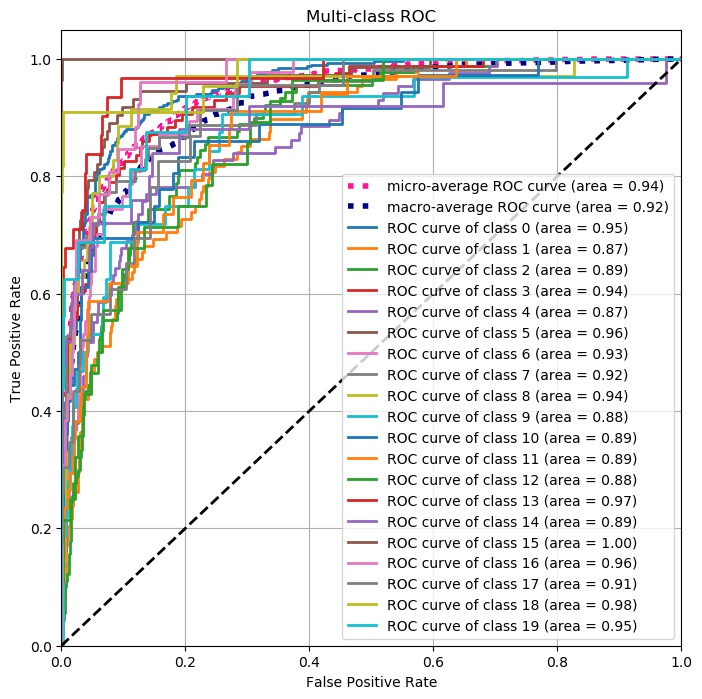 Multi-class ROC
1.0
0.8
0.6
0.4
0.2
0.0
True Positive Rate
micro-average ROC curve (area = 0.94)
macro-average ROC curve (area = 0.92)
ROC curve of class 0 (area = 0.95)
ROC curve of class 1 (area = 0.87)
ROC curve of class 2 (area = 0.89)
ROC curve of class 3 (area = 0.94)
ROC curve of class 4 (area = 0.87)
ROC curve of class 5 (area = 0.96)
ROC curve of class 6 (area = 0.93)
ROC curve of class 7 (area = 0.92)
ROC curve of class 8 (area = 0.94)
ROC curve of class 9 (area = 0.88)
ROC curve of class 10 (area = 0.89)
ROC curve of class 11 (area = 0.89)
ROC curve of class 12 (area = 0.88)
ROC curve of class 13 (area = 0.97)
ROC curve of class 14 (area = 0.89)
ROC curve of class 15 (area = 1.00)
ROC curve of class 16 (area = 0.96)
ROC curve of class 17 (area = 0.91)
ROC curve of class 18 (area = 0.98)
ROC curve of class 19 (area = 0.95)
0.0 0.2 0.4 0.6 0.8 1.0
False Positive Rate